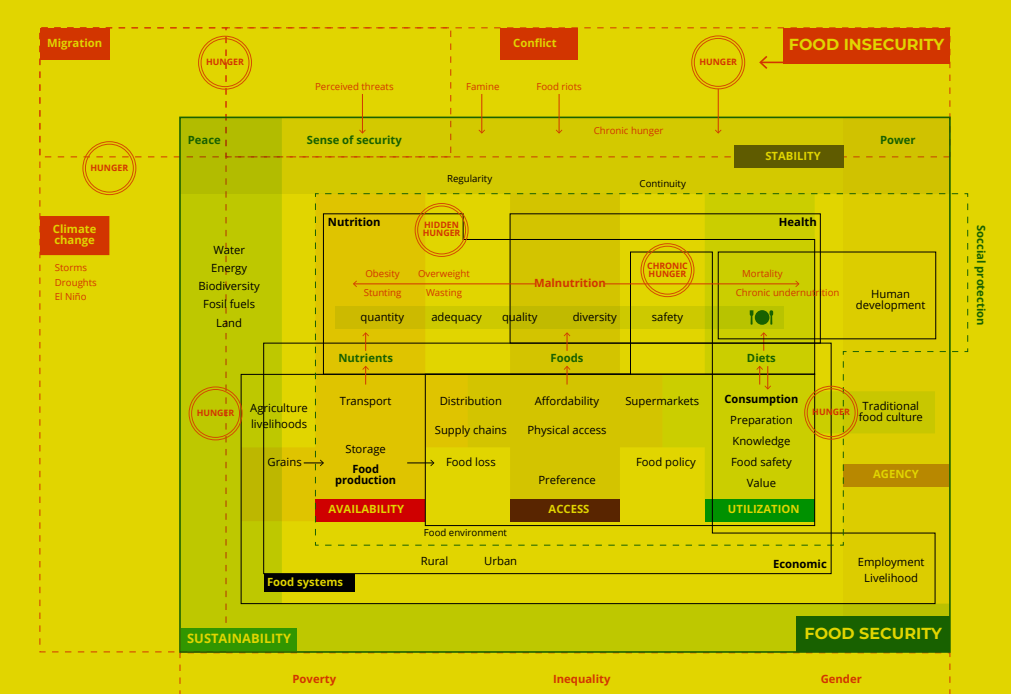 Migration
Conflict
FOOD INSECURITY
HUNGER
HUNGER
Perceived threats
Famine
Food riots
Chronic hunger
Peace
Sense of security
Power
STABILITY
HUNGER
Regularity
Continuity
Climate
change
Storms
Droughts
El Niño
Nutrition
HIDDEN
HUNGER
Health
Soccial protection
Water
Energy
Biodiversity
Fosil fuels
Land
CHRONIC
HUNGER
Obesity
Overweight
Malnutrition
Mortality
Stunting
Wasting
Chronic undernutrition
Human
development
quantity
adequacy
quality
diversity
safety
Nutrients
Foods
Diets
HUNGER
Agriculture
livelihoods
Transport
Distribution
Affordability
Supermarkets
Consumption
HUNGER
Traditional
food culture
Supply chains
Physical access
Preparation
Storage
Knowledge
Grains
Food
production
Food loss
Food policy
Food safety
Preference
Value
AGENCY
AVAILABILITY
ACCESS
UTILIZATION
Food environment
Rural
Urban
Economic
Employment
Livelihood
Food systems
SUSTAINABILITY
FOOD SECURITY
Poverty
Inequality
Gender